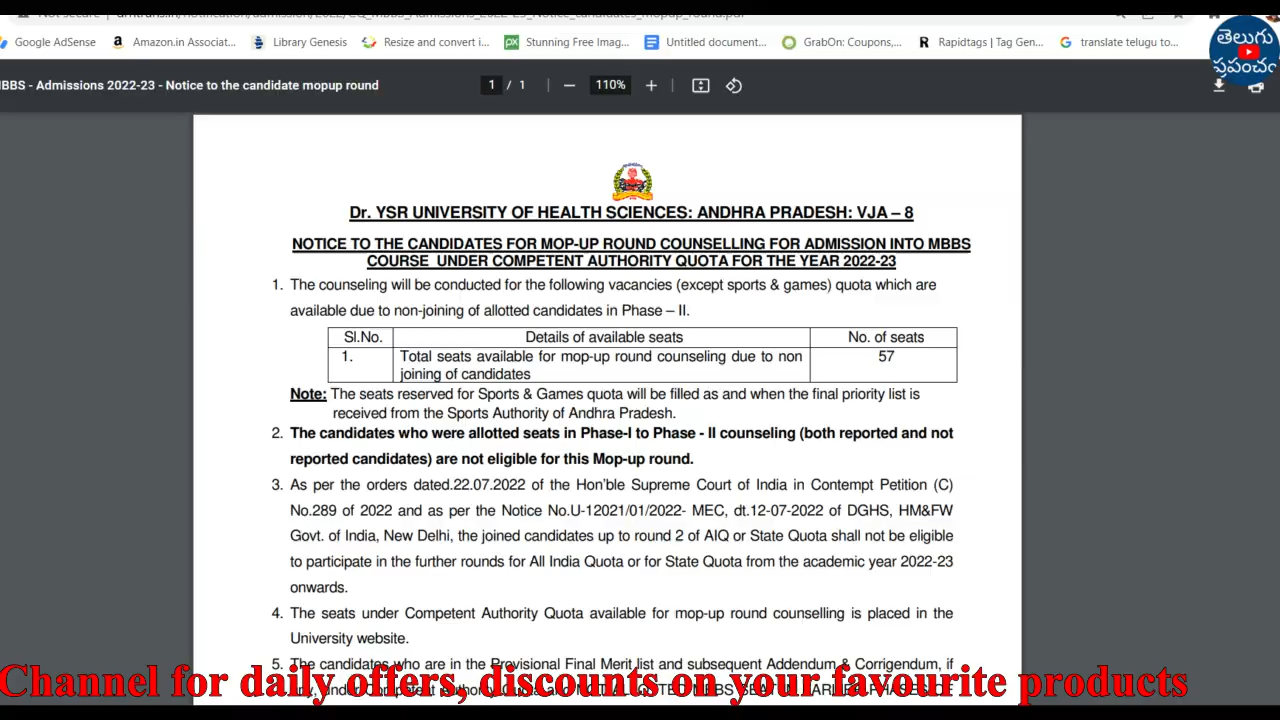 Not secure
drntrahs.in/notification/admission/2022/CQ_MBBS_Admissions_2022-23_Notice_candidates_mopup_round.pdf
Google AdSense
Amazon.in Associat...
Library Genesis
Resize and convert i...
Stunning Free Imag...
Untitled document...
GrabOn: Coupons,...
Rapidtags | Tag Gen...
translate telugu to...
తెలుగు
ప్రపంచం
MBBS - Admissions 2022-23 - Notice to the candidate mopup round
1 / 1
110%
Dr. YSR UNIVERSITY OF HEALTH SCIENCES: ANDHRA PRADESH: VJA – 8
NOTICE TO THE CANDIDATES FOR MOP-UP ROUND COUNSELLING FOR ADMISSION INTO MBBS
COURSE UNDER COMPETENT AUTHORITY QUOTA FOR THE YEAR 2022-23
1. The counseling will be conducted for the following vacancies (except sports & games) quota which are
available due to non-joining of allotted candidates in Phase – II.
Sl.No. Details of available seats No. of seats
1. Total seats available for mop-up round counseling due to non 57
joining of candidates
Note: The seats reserved for Sports & Games quota will be filled as and when the final priority list is
received from the Sports Authority of Andhra Pradesh.
2. The candidates who were allotted seats in Phase-I to Phase - II counseling (both reported and not
reported candidates) are not eligible for this Mop-up round.
3. As per the orders dated.22.07.2022 of the Hon'ble Supreme Court of India in Contempt Petition (C)
No.289 of 2022 and as per the Notice No.U-12021/01/2022- MEC, dt.12-07-2022 of DGHS, HM&FW
Govt. of India, New Delhi, the joined candidates up to round 2 of AIQ or State Quota shall not be eligible
to participate in the further rounds for All India Quota or for State Quota from the academic year 2022-23
onwards.
4. The seats under Competent Authority Quota available for mop-up round counselling is placed in the
University website.
5. The candidates who are in the Provisional Final Merit list and subsequent Addendum & Corrigendum, if
Channel for daily offers, discounts on your favourite products